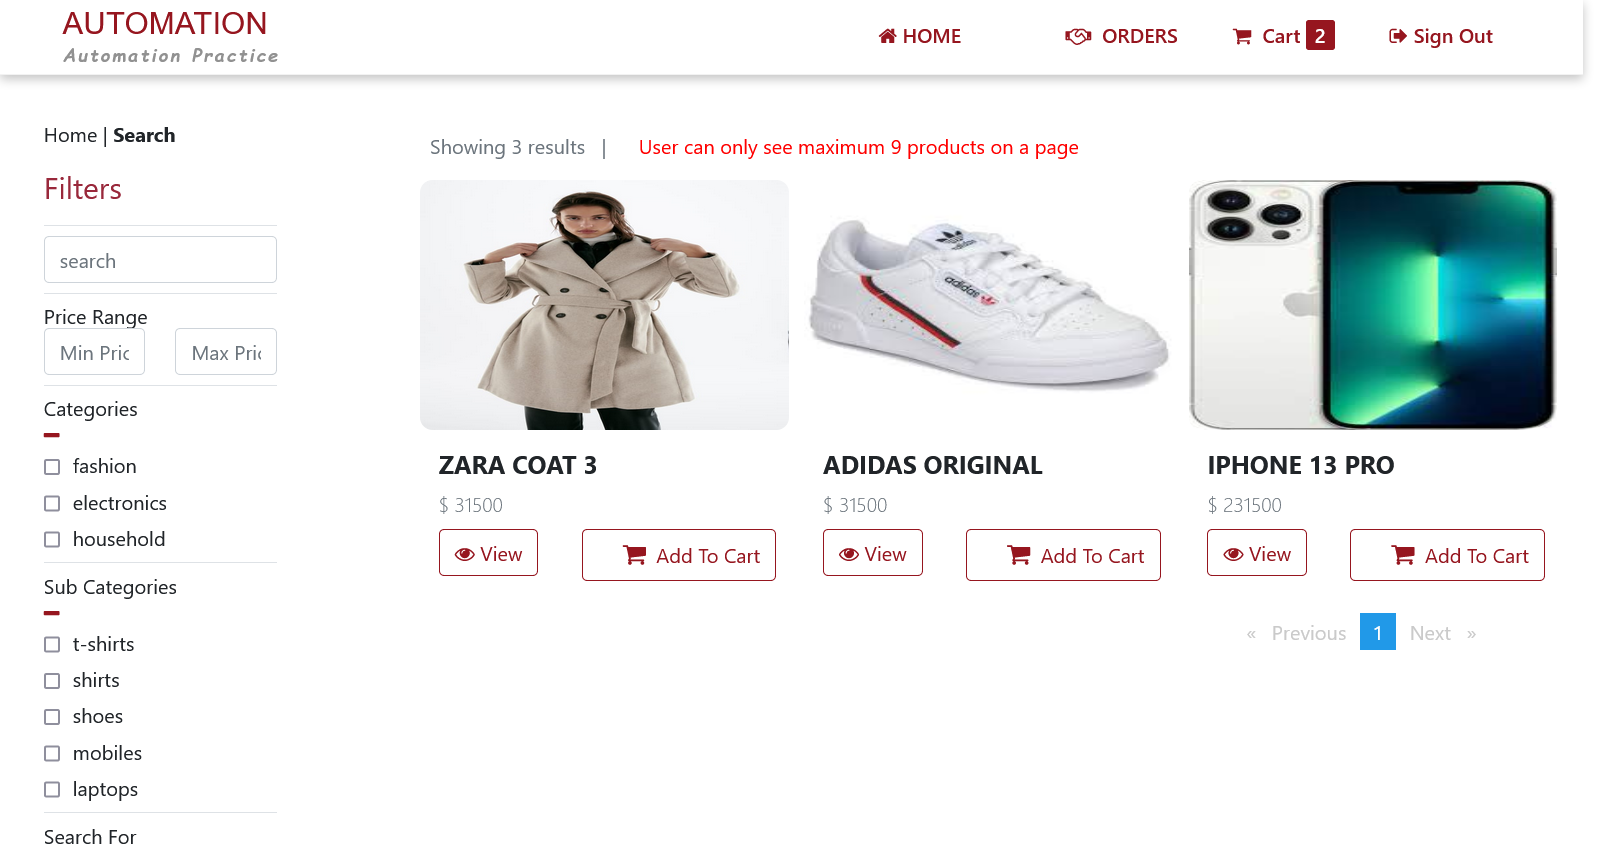 AUTOMATION
Automation Practice
HOME
ORDERS
Cart 2
Sign Out
Home | Search
Showing 3 results |
User can only see maximum 9 products on a page
Filters
search
Price Range
Min Pric
Max Pri
Categories
fashion
electronics
household
Sub Categories
t-shirts
shirts
shoes
mobiles
laptops
Search For
adidas
adidas
ZARA COAT 3
$ 31500
View
Add To Cart
ADIDAS ORIGINAL
$ 31500
View
Add To Cart
IPHONE 13 PRO
$ 231500
View
Add To Cart
« Previous 1 Next »